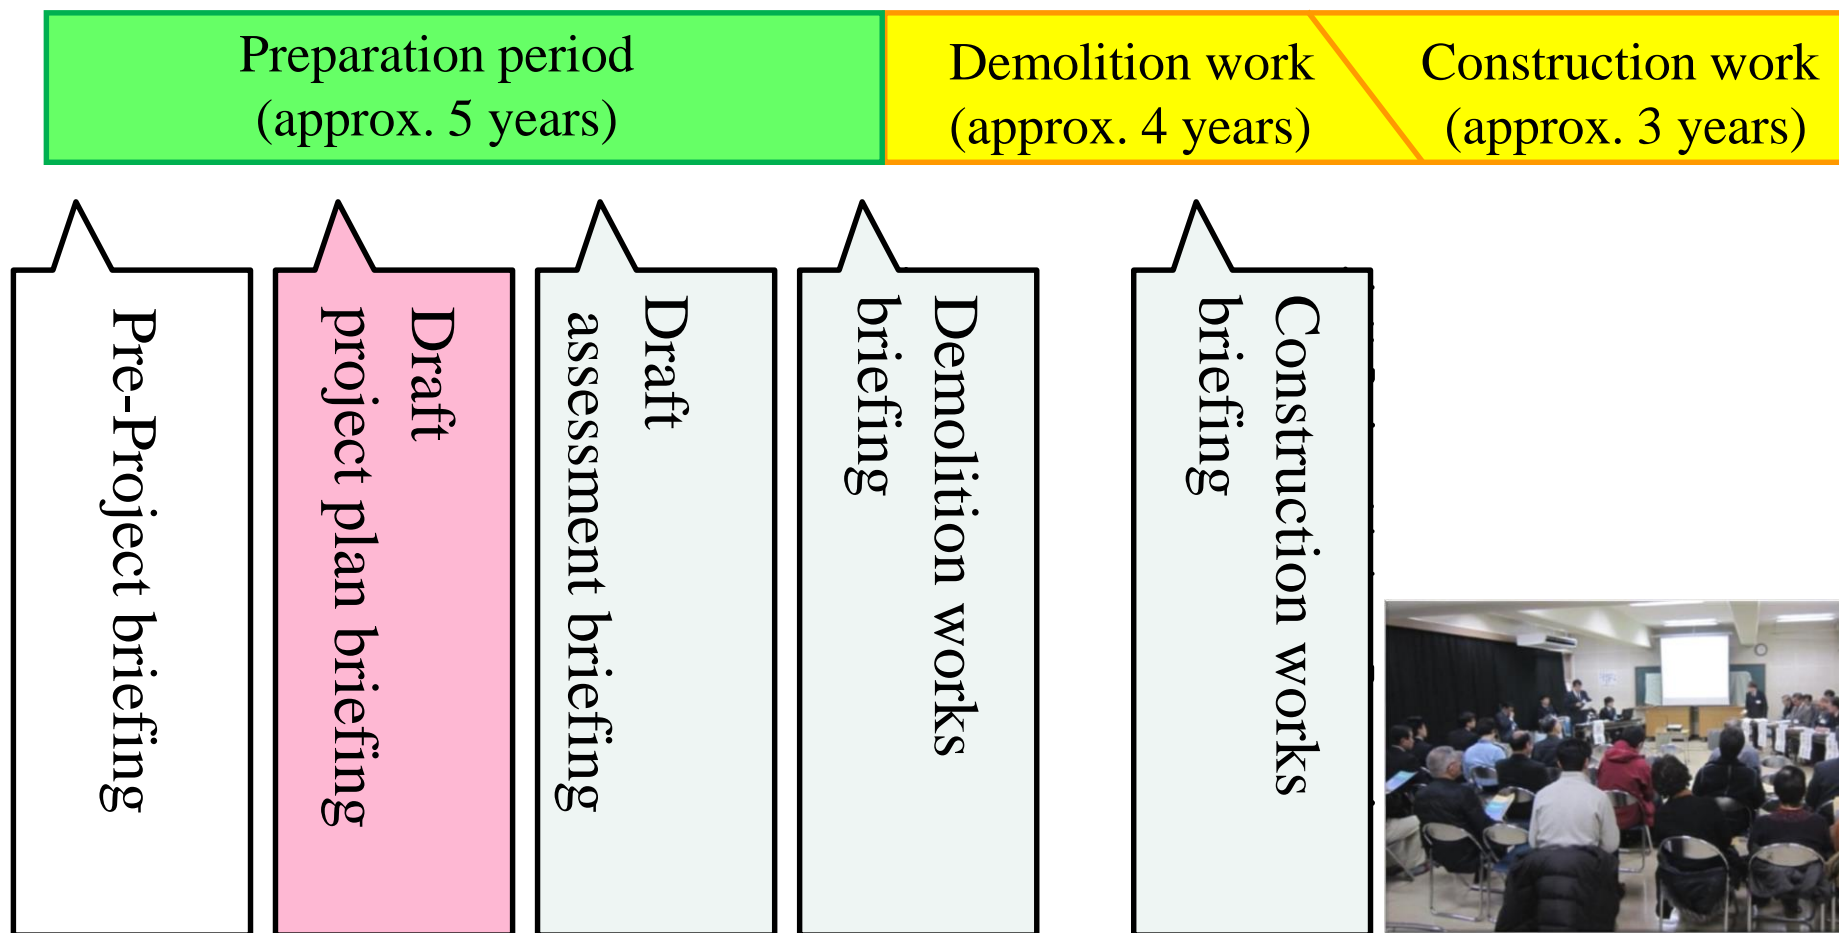 Preparation period
(approx. 5 years)
Demolition work
(approx. 4 years)
Construction work
(approx. 3 years)
Pre-Project briefing
Draft
project plan briefing
Draft
assessment briefing
Demolition works
briefing
Construction works
briefing